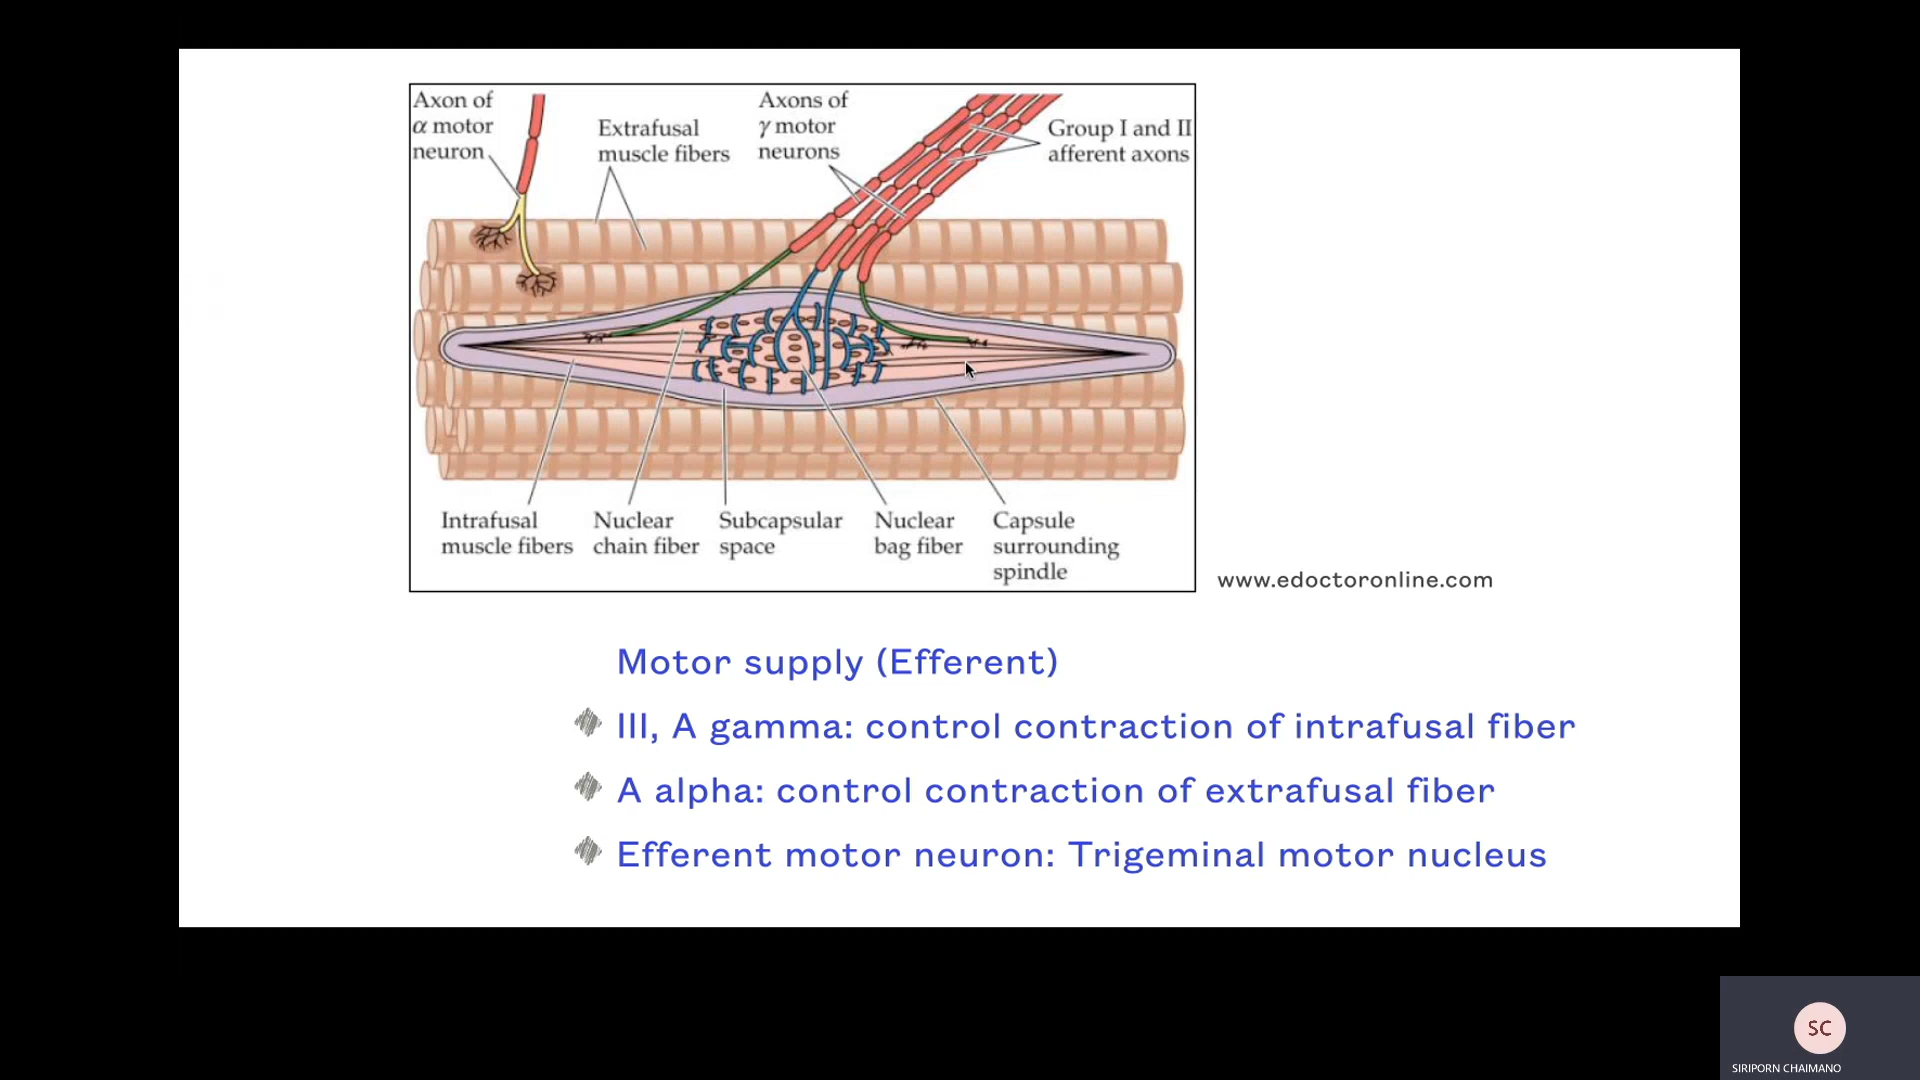 Axon of
α motor
neuron
Extrafusal
muscle fibers
Axons of
γ motor
neurons
Group I and II
afferent axons
Intrafusal
muscle fibers
Nuclear
chain fiber
Subcapsular
space
Nuclear
bag fiber
Capsule
surrounding
spindle
www.edoctoronline.com
Motor supply (Efferent)
III, A gamma: control contraction of intrafusal fiber
A alpha: control contraction of extrafusal fiber
Efferent motor neuron: Trigeminal motor nucleus
SC
SIRIPORN CHAIMANO